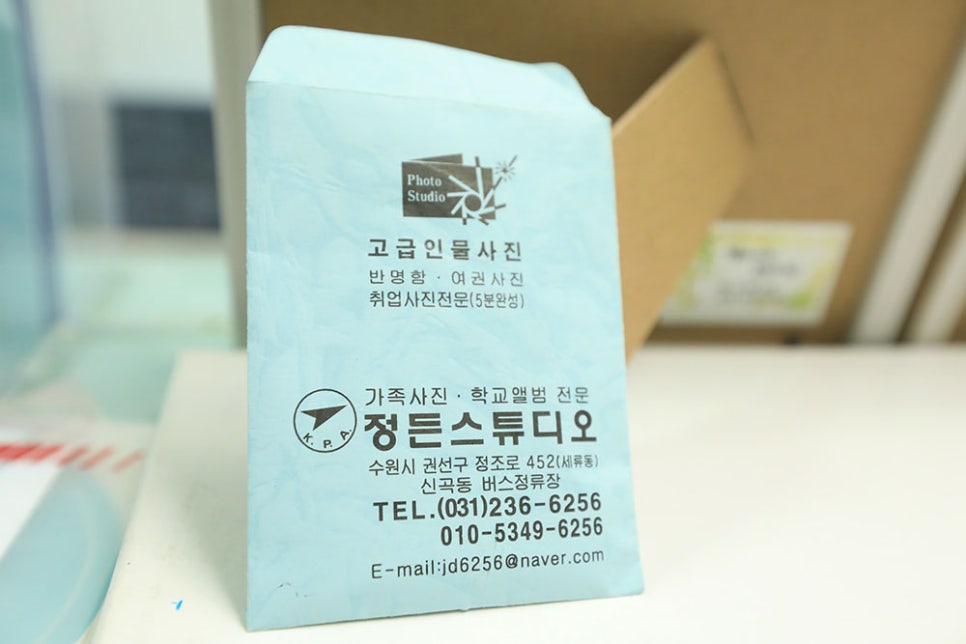 Photo
Studio
고급인물사진
반명함 · 여권사진
취업사진전문(5분완성)
가족사진 · 학교앨범 전문
K.P.A
정든스튜디오
수원시 권선구 정조로 452(세류동)
신곡동 버스정류장
TEL.(031)236-6256
010-5349-6256
E-mail:jd6256@naver.com